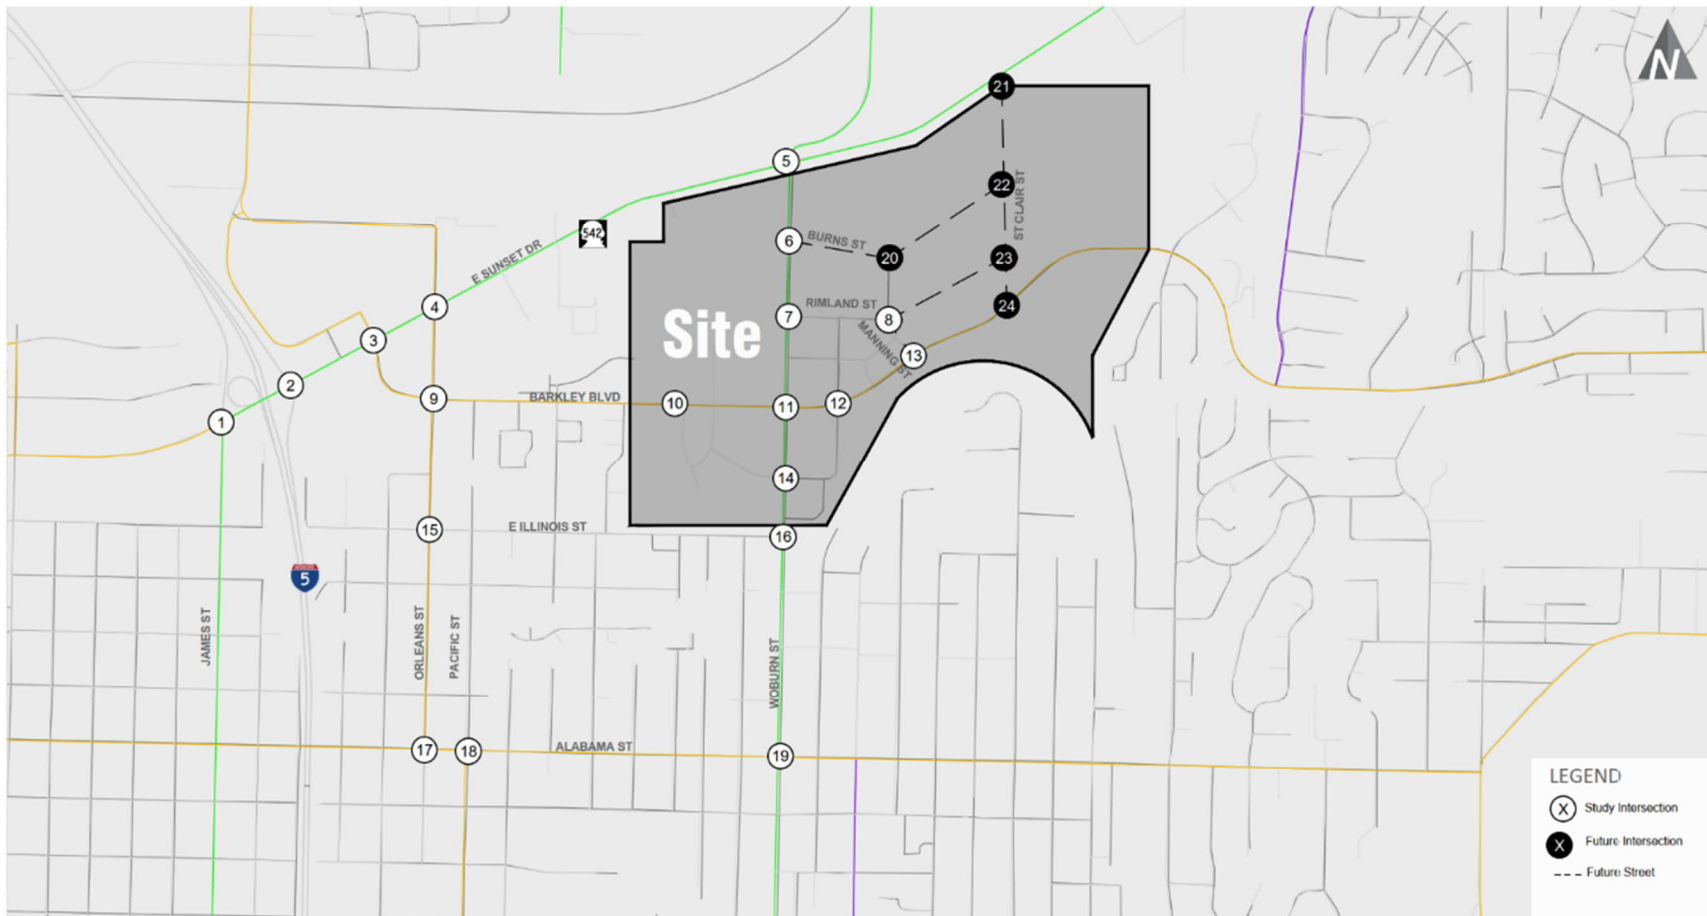 N
21
5
22
ST CLAIR ST
542
6
BURNS ST
20
23
E SUNSET DR
4
7
RIMLAND ST
8
24
Site
MANNING ST
3
13
2
9
BARKLEY BLVD
10
11
12
1
14
15
E ILLINOIS ST
16
5
JAMES ST
ORLEANS ST
PACIFIC ST
WOBURN ST
17
18
ALABAMA ST
19
LEGEND
X Study Intersection
X Future Intersection
Future Street